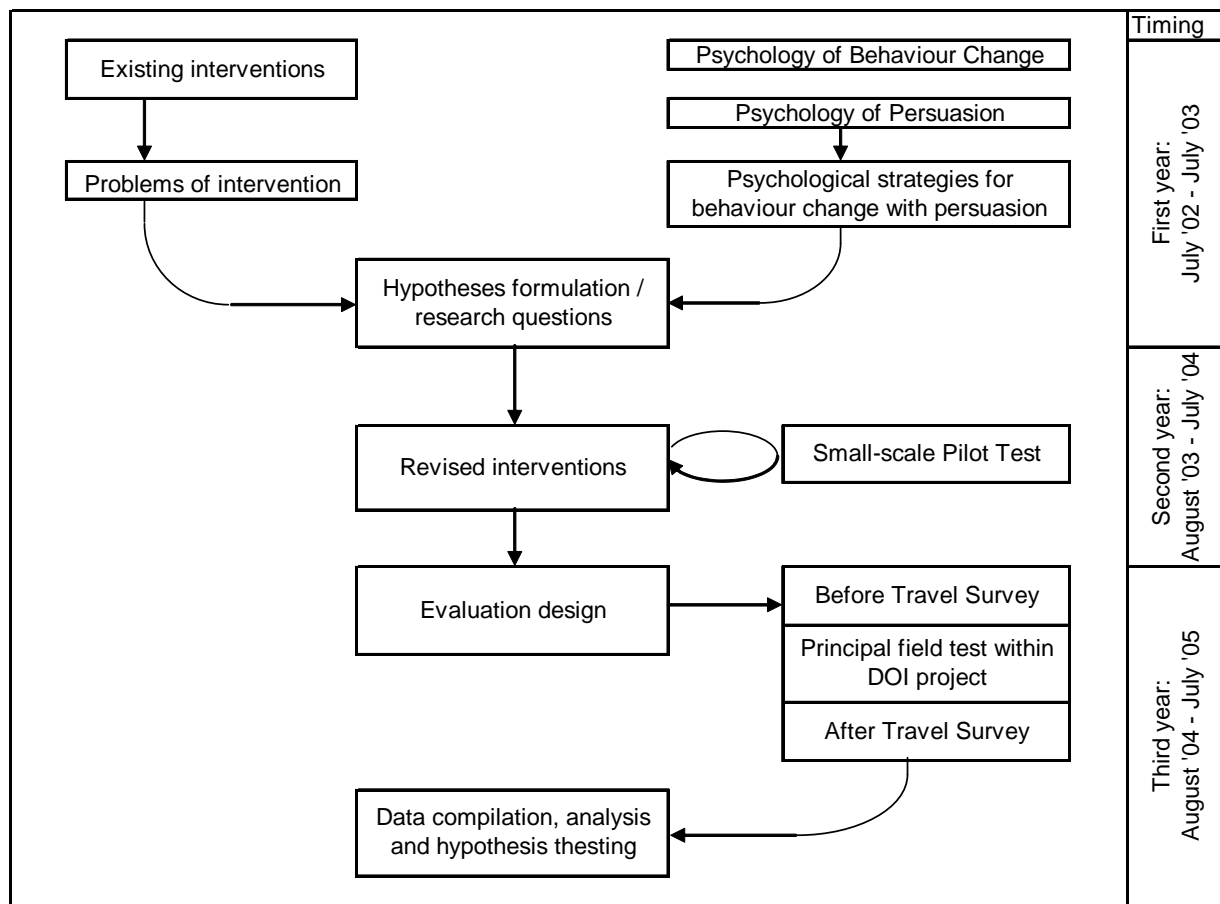 Timing
Existing interventions
Psychology of Behaviour Change
Psychology of Persuasion
Problems of intervention
Psychological strategies for
behaviour change with persuasion
Hypotheses formulation /
research questions
First year:
July '02 - July '03
Revised interventions
Small-scale Pilot Test
Second year:
August '03 - July '04
Evaluation design
Before Travel Survey
Principal field test within
DOI project
After Travel Survey
Data compilation, analysis
and hypothesis thesting
Third year:
August '04 - July '05